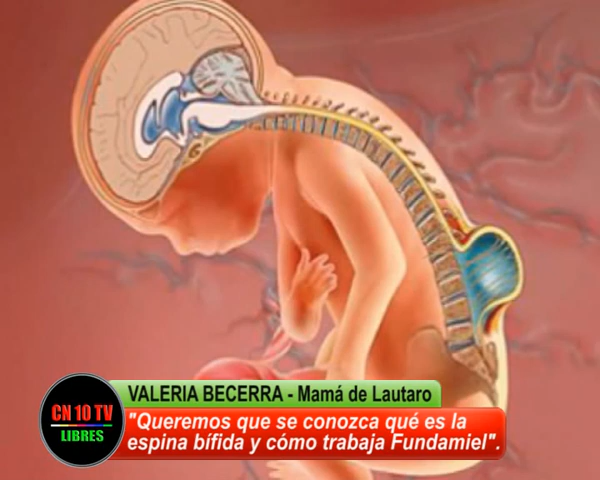 VALERIA BECERRA - Mamá de Lautaro
CN 10 TV
LIBRES
"Queremos que se conozca qué es la
espina bífida y cómo trabaja Fundamiel".